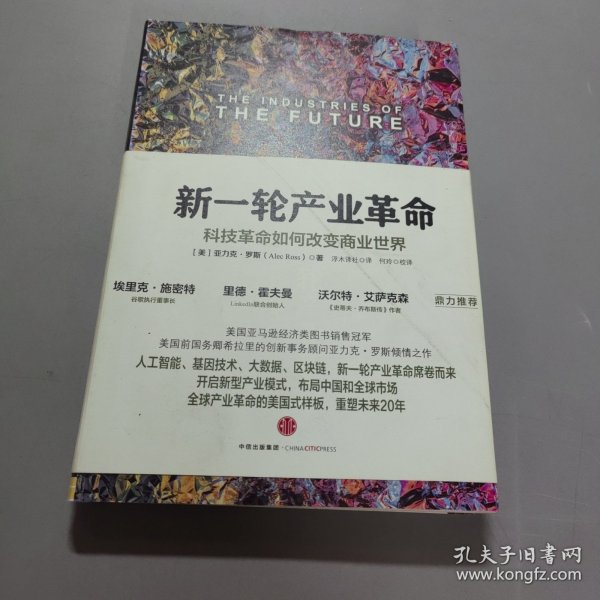 THE INDUSTRIES OF
THE FUTURE
新一轮产业革命
科技革命如何改变商业世界
[美] 亚力克·罗斯（Alec Ross）◎著 浮木译社◎译 何玲◎校译
埃里克·施密特 里德·霍夫曼 沃尔特·艾萨克森 鼎力推荐
谷歌执行董事长 LinkedIn联合创始人 《史蒂夫·乔布斯传》作者
美国亚马逊经济类图书销售冠军
美国前国务卿希拉里的创新事务顾问亚力克·罗斯倾情之作
人工智能、基因技术、大数据、区块链，新一轮产业革命席卷而来
开启新型产业模式，布局中国和全球市场
全球产业革命的美国式样板，重塑未来20年
中信出版集团·CHINACITICPRESS
孔夫子旧书网
www.kongfz.com